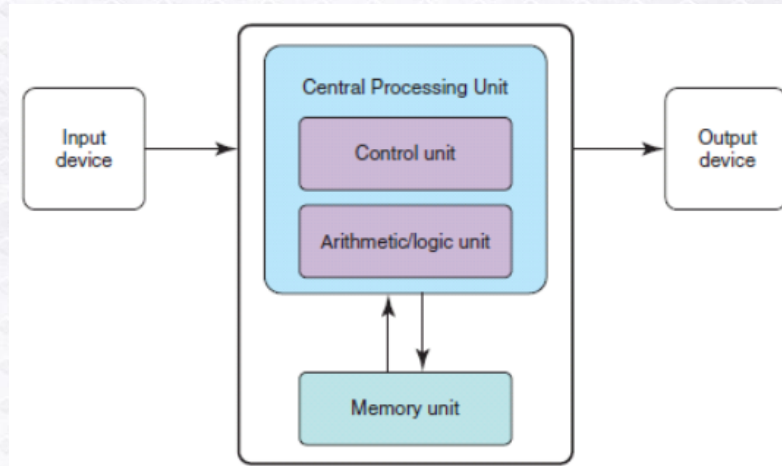 Central Processing Unit
Input
device
Control unit
Output
device
Arithmetic/logic unit
Memory unit